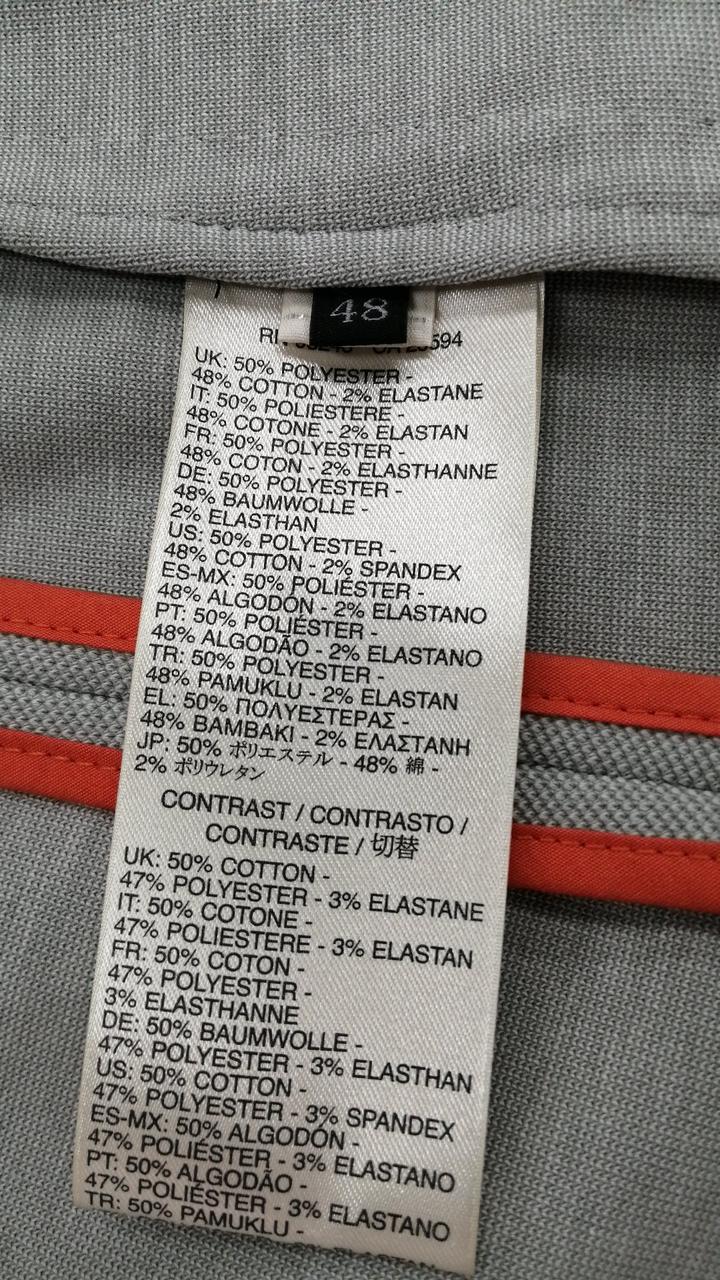 48
594
UK: 50% POLYESTER -
48% COTTON - 2% ELASTANE
IT: 50% POLIESTERE -
48% COTONE - 2% ELASTAN
FR: 50% POLYESTER -
48% COTON - 2% ELASTHANNE
DE: 50% POLYESTER -
48% BAUMWOLLE -
2% ELASTHAN
US: 50% POLYESTER -
48% COTTON - 2% SPANDEX
ES-MX: 50% POLIÉSTER -
48% ALGODÓN - 2% ELASTANO
PT: 50% POLIÉSTER -
48% ALGODÃO - 2% ELASTANO
TR: 50% POLYESTER -
48% PAMUKLU - 2% ELASTAN
EL: 50% ΠΟΛΥΕΣΤΕΡΑΣ -
48% ΒΑΜΒΑΚΙ - 2% ΕΛΑΣΤΑΝΗ
JP: 50% ポリエステル - 48% 綿 -
2% ポリウレタン
CONTRAST / CONTRASTO /
CONTRASTE / 切替
UK: 50% COTTON -
47% POLYESTER - 3% ELASTANE
IT: 50% COTONE -
47% POLIESTERE - 3% ELASTAN
FR: 50% COTON -
47% POLYESTER -
3% ELASTHANNE
DE: 50% BAUMWOLLE -
47% POLYESTER - 3% ELASTHAN
US: 50% COTTON -
47% POLYESTER - 3% SPANDEX
ES-MX: 50% ALGODÓN -
47% POLIÉSTER - 3% ELASTANO
PT: 50% ALGODÃO -
47% POLIÉSTER - 3% ELASTANO
TR: 50% PAMUKLU -